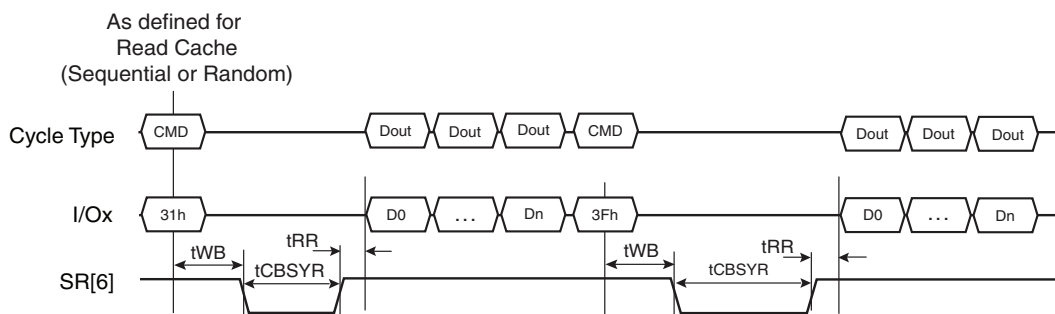 As defined for
Read Cache
(Sequential or Random)
Cycle Type
CMD
Dout
Dout
Dout
CMD
Dout
Dout
Dout
I/Ox
31h
D0
...
Dn
3Fh
D0
...
Dn
tWB
tRR
tWB
tRR
SR[6]
tCBSYR
tCBSYR